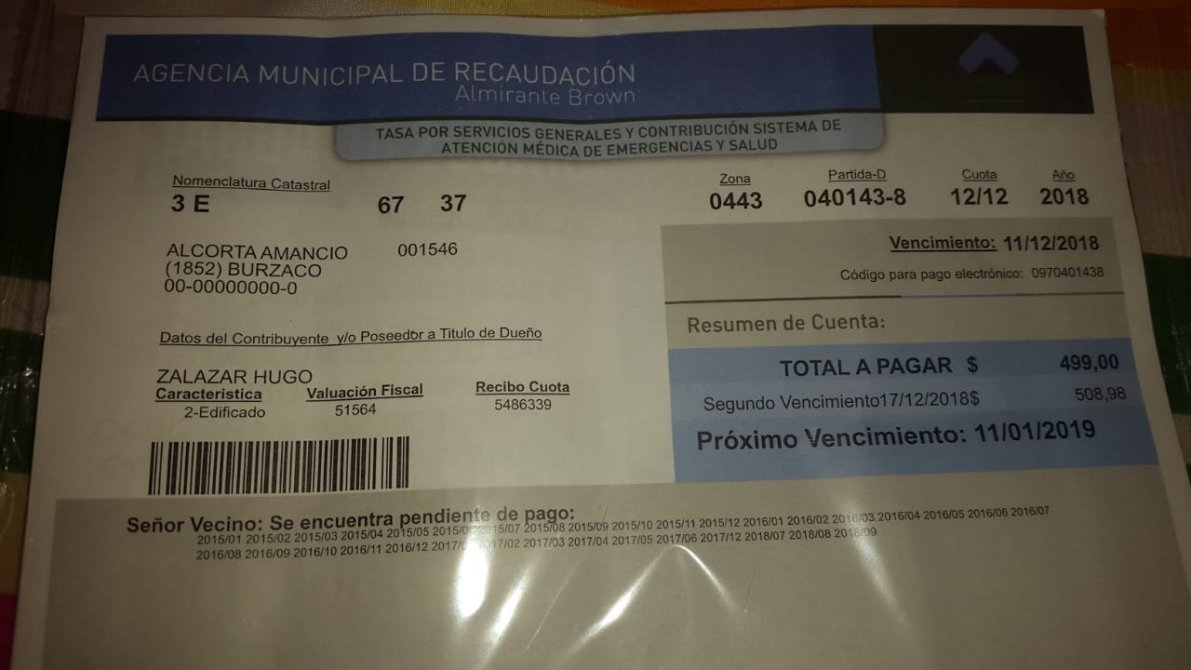 AGENCIA MUNICIPAL DE RECAUDACIÓN
Almirante Brown
TASA POR SERVICIOS GENERALES Y CONTRIBUCIÓN SISTEMA DE
ATENCIÓN MÉDICA DE EMERGENCIAS Y SALUD
Nomenclatura Catastral
3 E 67 37
Zona Partida-D Cuota Año
0443 040143-8 12/12 2018
ALCORTA AMANCIO 001546
(1852) BURZACO
00-00000000-0
Vencimiento: 11/12/2018
Código para pago electrónico: 0970401438
Datos del Contribuyente y/o Poseedor a Titulo de Dueño
ZALAZAR HUGO
Caracteristica Valuación Fiscal Recibo Cuota
2-Edificado 51564 5486339
Resumen de Cuenta:
TOTAL A PAGAR $ 499,00
Segundo Vencimiento17/12/2018$ 508,98
Próximo Vencimiento: 11/01/2019
Señor Vecino: Se encuentra pendiente de pago:
2015/01 2015/02 2015/03 2015/04 2015/05 2015/06 2015/07 2015/08 2015/09 2015/10 2015/11 2015/12 2016/01 2016/02 2016/03 2016/04 2016/05 2016/06 2016/07
2016/08 2016/09 2016/10 2016/11 2016/12 2017/02 2017/03 2017/04 2017/05 2017/06 2017/12 2018/07 2018/08 2018/09